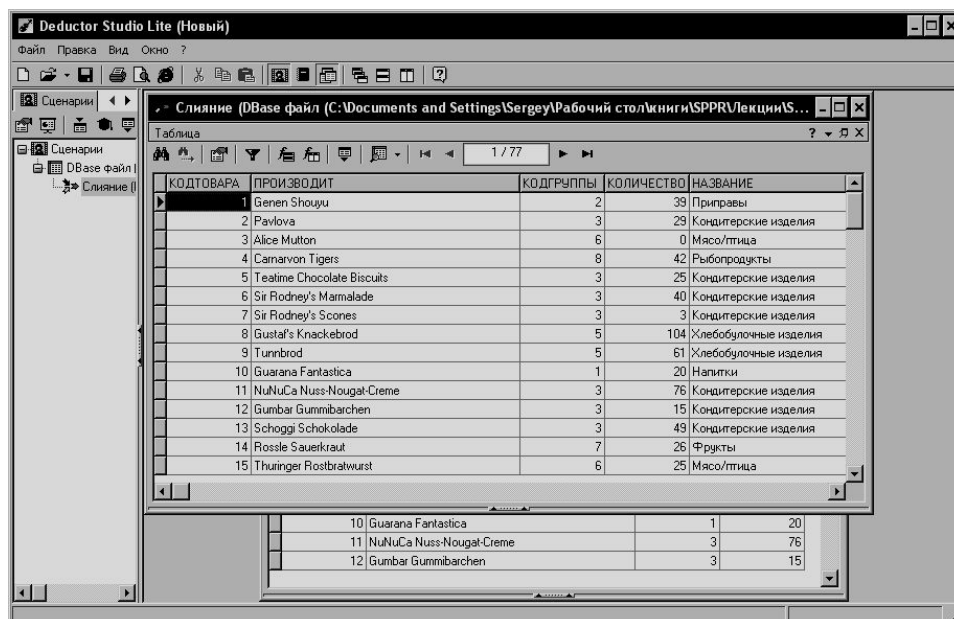 Deductor Studio Lite (Новый)
Файл Правка Вид Окно ?
Сценарии
Сценарии
DBase файл (
Слияние (
Слияние (DBase файл (C:\Documents and Settings\Sergey\Рабочий стол\книги\SPPR\Лекции\S...
Таблица
1 / 77
КОДТОВАРА ПРОИЗВОДИТ КОДГРУППЫ КОЛИЧЕСТВО НАЗВАНИЕ
1 Genen Shouyu 2 39 Приправы
2 Pavlova 3 29 Кондитерские изделия
3 Alice Mutton 6 0 Мясо/птица
4 Carnarvon Tigers 8 42 Рыбопродукты
5 Teatime Chocolate Biscuits 3 25 Кондитерские изделия
6 Sir Rodney's Marmalade 3 40 Кондитерские изделия
7 Sir Rodney's Scones 3 3 Кондитерские изделия
8 Gustaf's Knackebrod 5 104 Хлебобулочные изделия
9 Tunnbrod 5 61 Хлебобулочные изделия
10 Guarana Fantastica 1 20 Напитки
11 NuNuCa Nuss-Nougat-Creme 3 76 Кондитерские изделия
12 Gumbar Gummibarchen 3 15 Кондитерские изделия
13 Schoggi Schokolade 3 49 Кондитерские изделия
14 Rossle Sauerkraut 7 26 Фрукты
15 Thuringer Rostbratwurst 6 25 Мясо/птица
10 Guarana Fantastica 1 20
11 NuNuCa Nuss-Nougat-Creme 3 76
12 Gumbar Gummibarchen 3 15